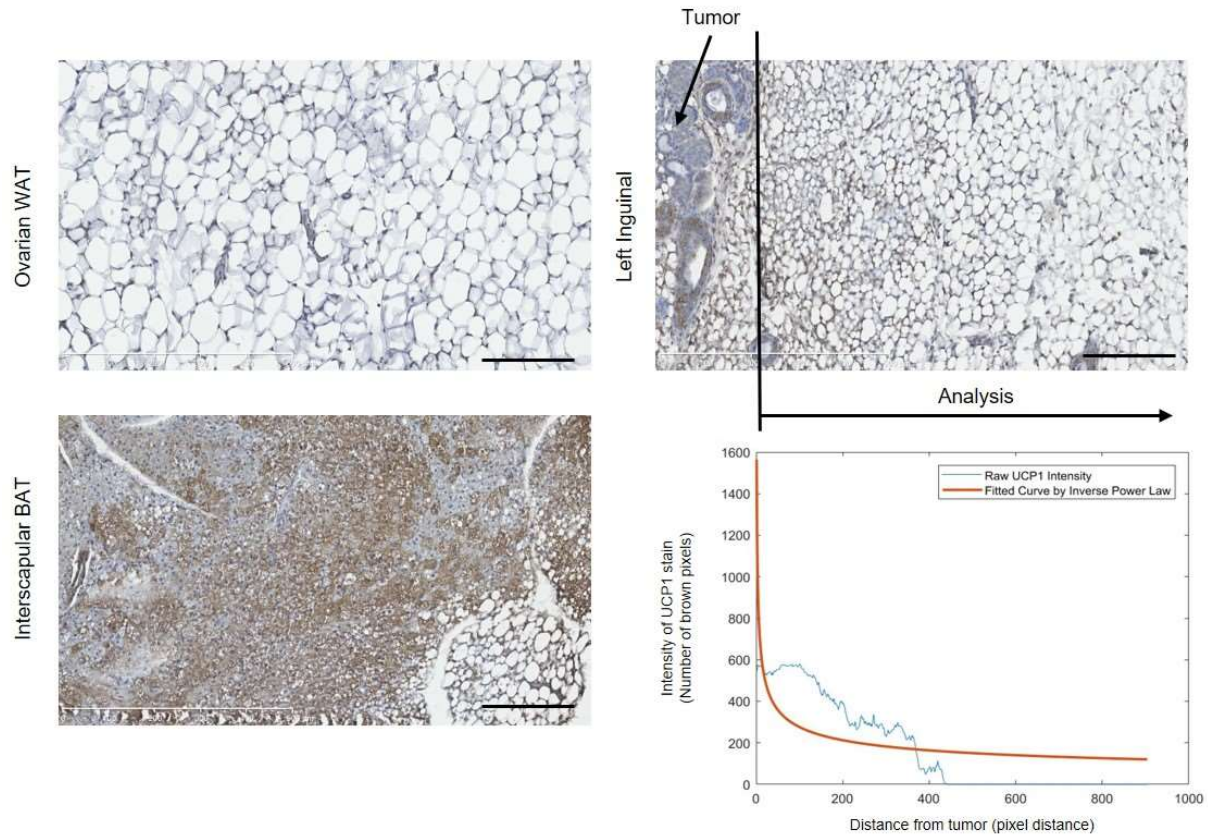 Tumor
Ovarian WAT
Left Inguinal
Analysis
Interscapular BAT
Intensity of UCP1 stain
(Number of brown pixels)
1600
1400
1200
1000
800
600
400
200
0
Raw UCP1 Intensity
Fitted Curve by Inverse Power Law
0 200 400 600 800 1000
Distance from tumor (pixel distance)